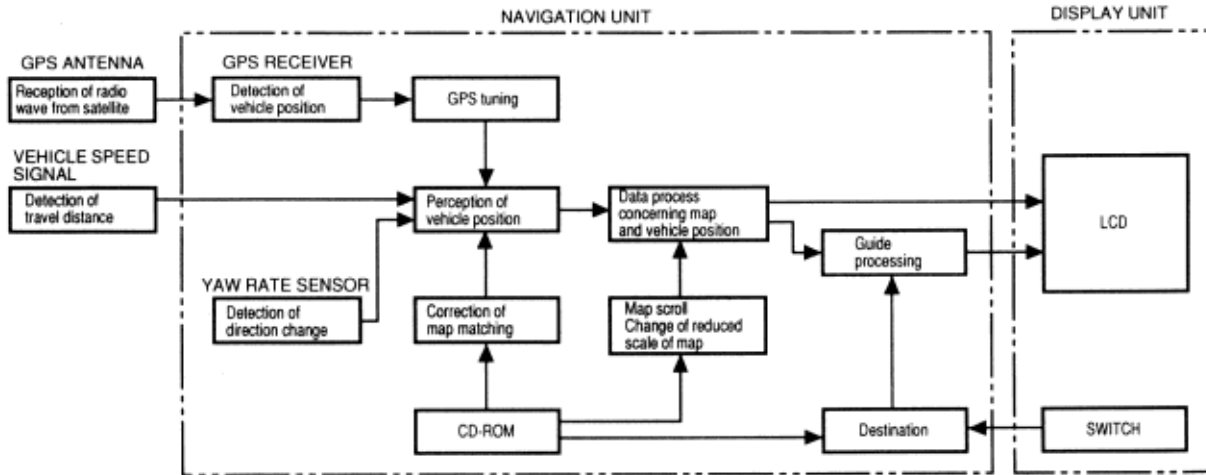 NAVIGATION UNIT
DISPLAY UNIT
GPS ANTENNA
Reception of radio
wave from satellite
GPS RECEIVER
Detection of
vehicle position
GPS tuning
VEHICLE SPEED
SIGNAL
Detection of
travel distance
Perception of
vehicle position
Data process
concerning map
and vehicle position
Guide
processing
LCD
YAW RATE SENSOR
Detection of
direction change
Correction of
map matching
Map scroll
Change of reduced
scale of map
CD-ROM
Destination
SWITCH